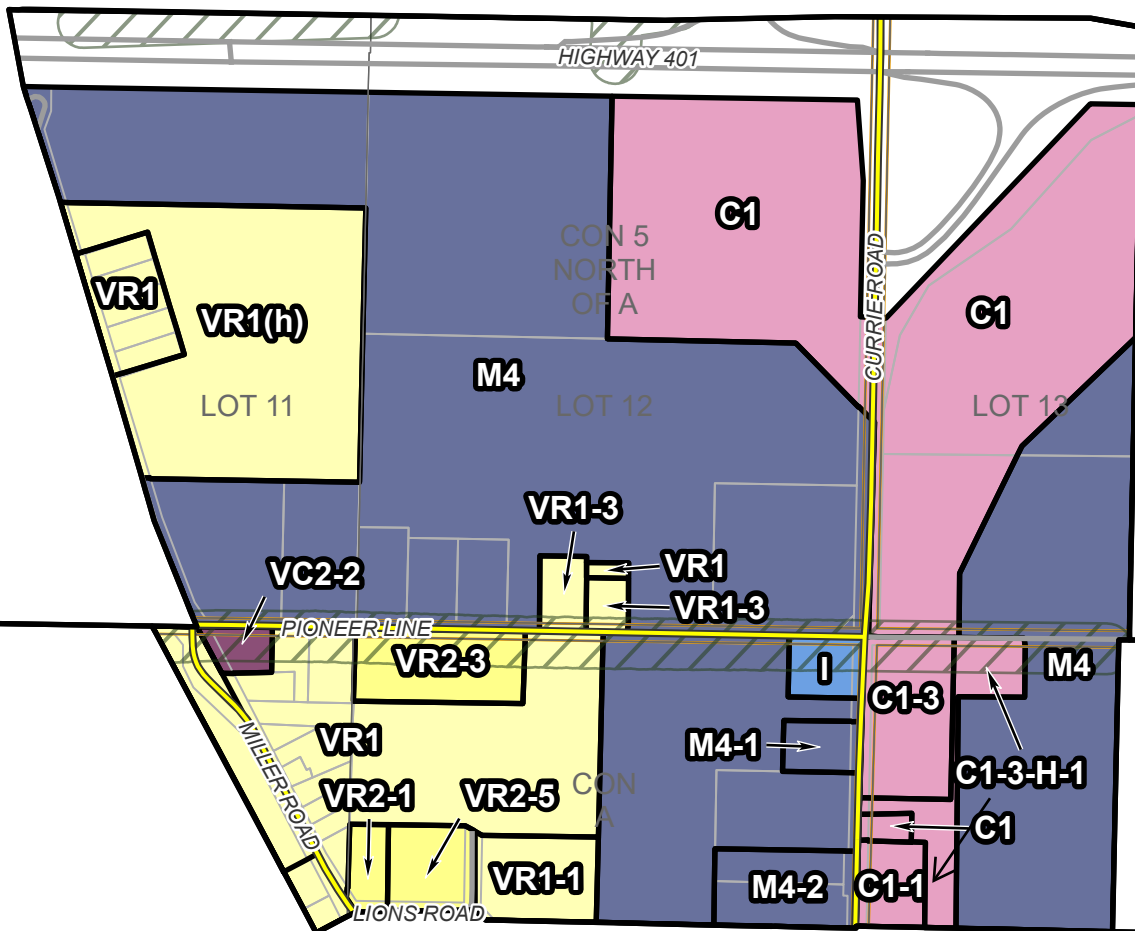 HIGHWAY 401
C1
CON 5
NORTH
OF A
CURRIE ROAD
VR1
VR1(h)
C1
M4
LOT 11
LOT 12
LOT 13
VR1-3
VC2-2
VR1
VR1-3
PIONEER LINE
VR2-3
I
M4
C1-3
MILLER ROAD
VR1
M4-1
C1-3-H-1
CON
A
VR2-1
VR2-5
C1
VR1-1
M4-2
C1-1
LIONS ROAD